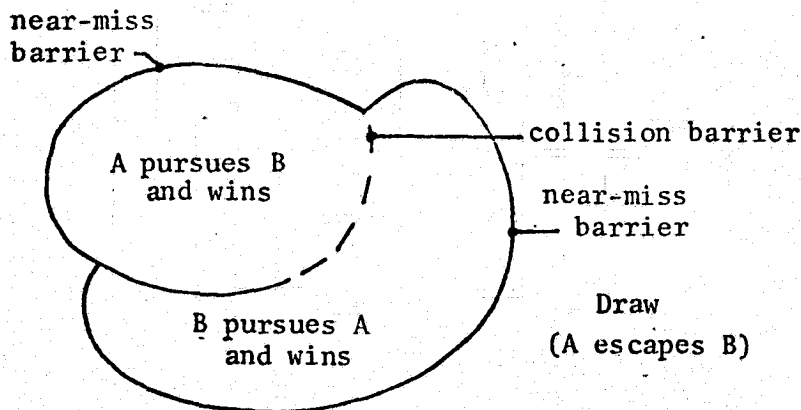 near-miss
barrier
A pursues B
and wins
collision barrier
near-miss
barrier
B pursues A
and wins
Draw
(A escapes B)